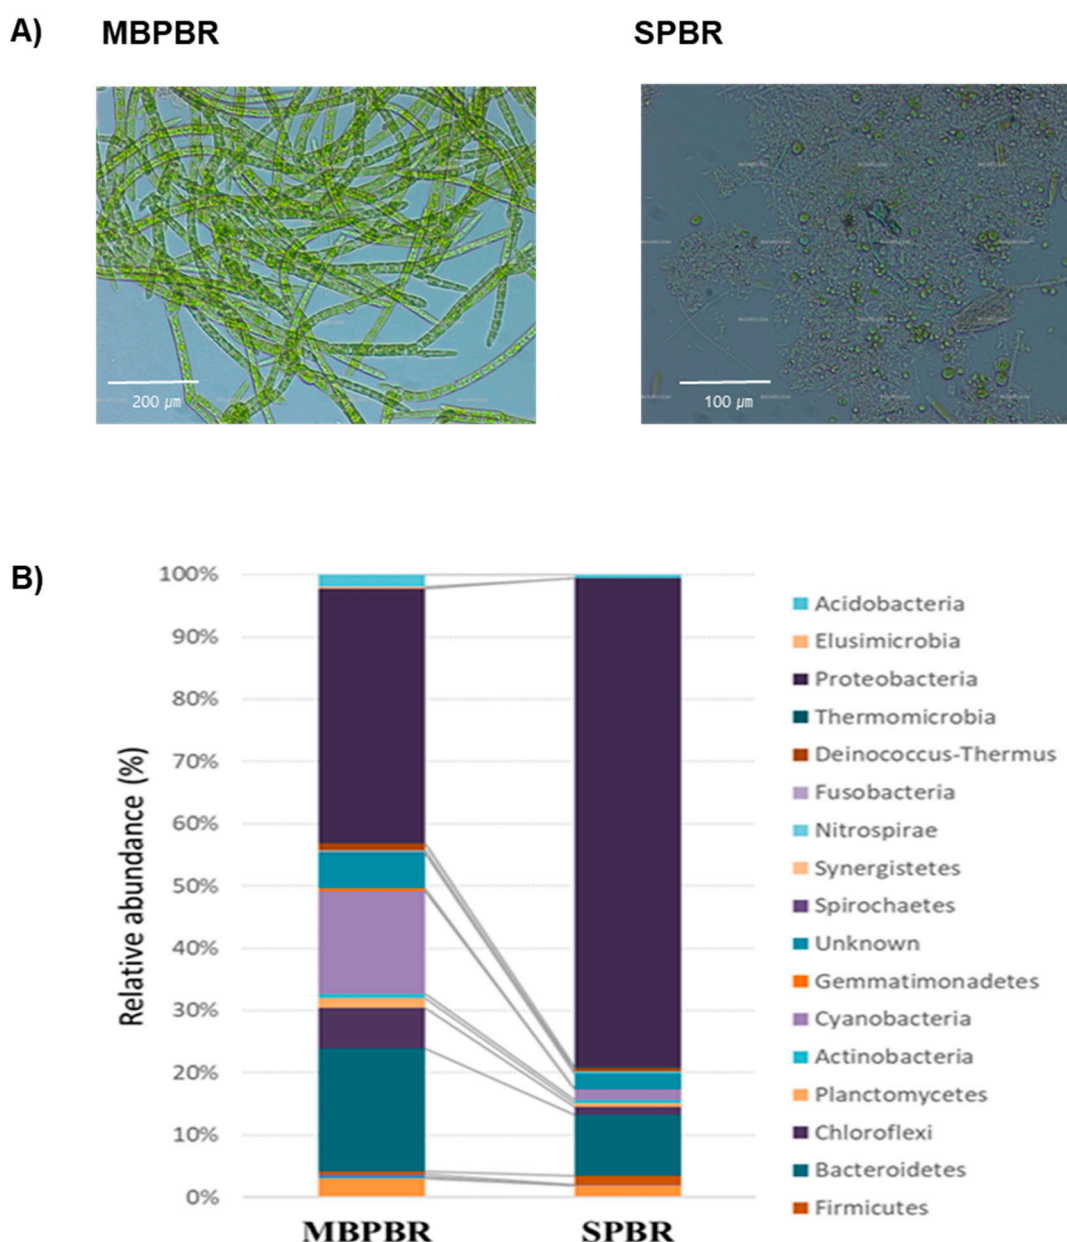 A) MBPBR SPBR
200 μm
100 μm
B)
Relative abundance (%)
100%
90%
80%
70%
60%
50%
40%
30%
20%
10%
0%
MBPBR SPBR
Acidobacteria
Elusimicrobia
Proteobacteria
Thermomicrobia
Deinococcus-Thermus
Fusobacteria
Nitrospirae
Synergistetes
Spirochaetes
Unknown
Gemmatimonadetes
Cyanobacteria
Actinobacteria
Planctomycetes
Chloroflexi
Bacteroidetes
Firmicutes